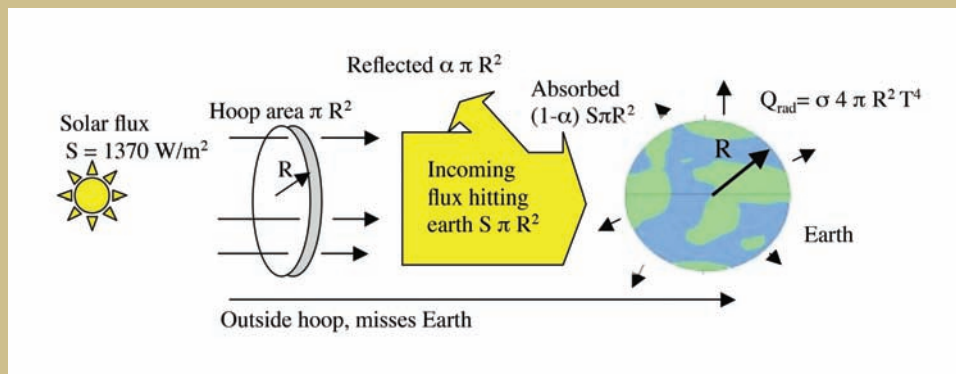 Solar flux
S = 1370 W/m²
Hoop area π R²
R
Reflected α π R²
Incoming
flux hitting
earth S π R²
Absorbed
(1-α) SπR²
Q_rad= σ 4 π R² T⁴
R
Earth
Outside hoop, misses Earth